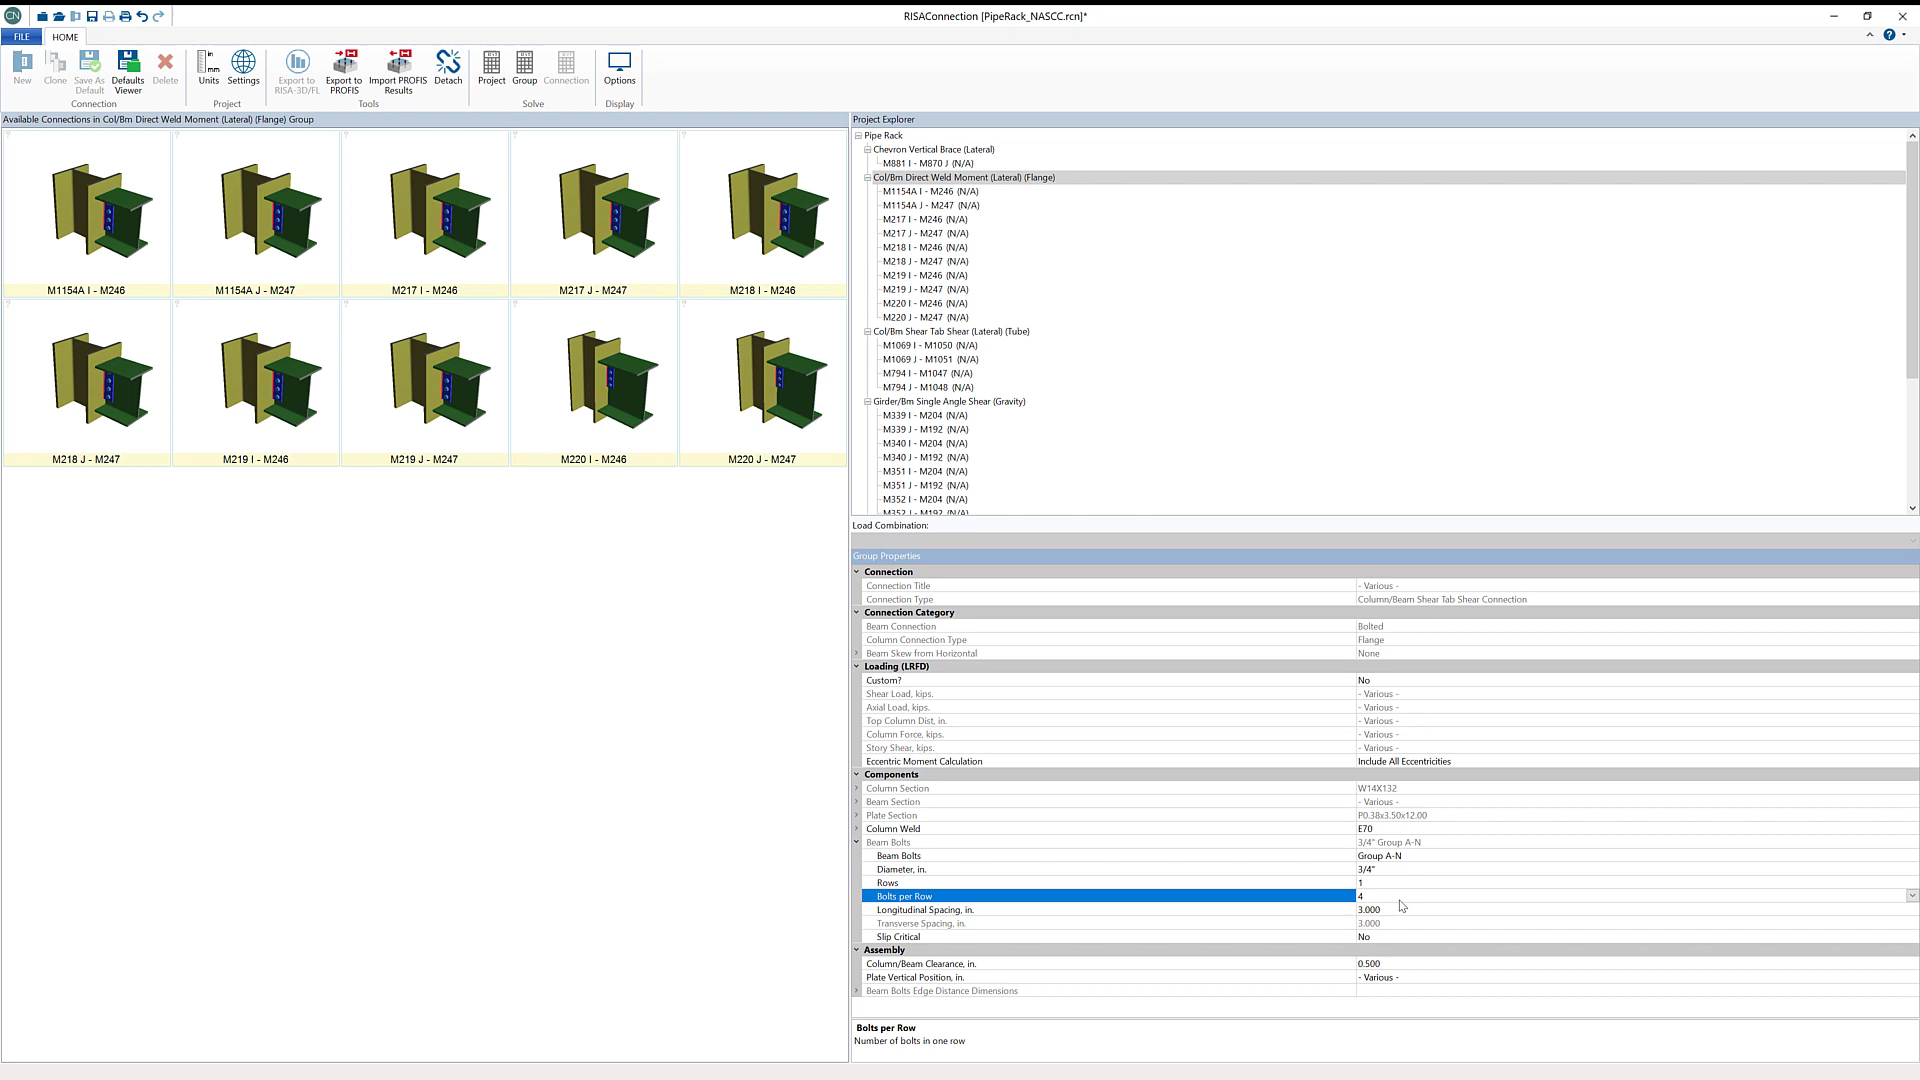 CN
RISAConnection [PipeRack_NASCC.rcn]*
FILE
HOME
New
Clone
Save As Default
Defaults Viewer
Delete
Units
Settings
Export to RISA-3D/FL
Export to PROFIS
Import PROFIS Results
Detach
Project
Group
Connection
Options
Connection
Project
Tools
Solve
Display
Available Connections in Col/Bm Direct Weld Moment (Lateral) (Flange) Group
M1154A I - M246
M1154A J - M247
M217 I - M246
M217 J - M247
M218 I - M246
M218 J - M247
M219 I - M246
M219 J - M247
M220 I - M246
M220 J - M247
Project Explorer
Pipe Rack
Chevron Vertical Brace (Lateral)
M881 I - M870 J (N/A)
Col/Bm Direct Weld Moment (Lateral) (Flange)
M1154A I - M246 (N/A)
M1154A J - M247 (N/A)
M217 I - M246 (N/A)
M217 J - M247 (N/A)
M218 I - M246 (N/A)
M218 J - M247 (N/A)
M219 I - M246 (N/A)
M219 J - M247 (N/A)
M220 I - M246 (N/A)
M220 J - M247 (N/A)
Col/Bm Shear Tab Shear (Lateral) (Tube)
M1069 I - M1050 (N/A)
M1069 J - M1051 (N/A)
M794 I - M1047 (N/A)
M794 J - M1048 (N/A)
Girder/Bm Single Angle Shear (Gravity)
M339 I - M204 (N/A)
M339 J - M192 (N/A)
M340 I - M204 (N/A)
M340 J - M192 (N/A)
M351 I - M204 (N/A)
M351 J - M192 (N/A)
M352 I - M204 (N/A)
M352 J - M192 (N/A)
Load Combination:
Group Properties
Connection
Connection Title - Various -
Connection Type Column/Beam Shear Tab Shear Connection
Connection Category
Beam Connection Bolted
Column Connection Type Flange
Beam Skew from Horizontal None
Loading (LRFD)
Custom? No
Shear Load, kips. - Various -
Axial Load, kips. - Various -
Top Column Dist, in. - Various -
Column Force, kips. - Various -
Story Shear, kips. - Various -
Eccentric Moment Calculation Include All Eccentricities
Components
Column Section W14X132
Beam Section - Various -
Plate Section P0.38x3.50x12.00
Column Weld E70
Beam Bolts 3/4" Group A-N
Beam Bolts Group A-N
Diameter, in. 3/4"
Rows 1
Bolts per Row 4
Longitudinal Spacing, in. 3.000
Transverse Spacing, in. 3.000
Slip Critical No
Assembly
Column/Beam Clearance, in. 0.500
Plate Vertical Position, in. - Various -
Beam Bolts Edge Distance Dimensions
Bolts per Row
Number of bolts in one row